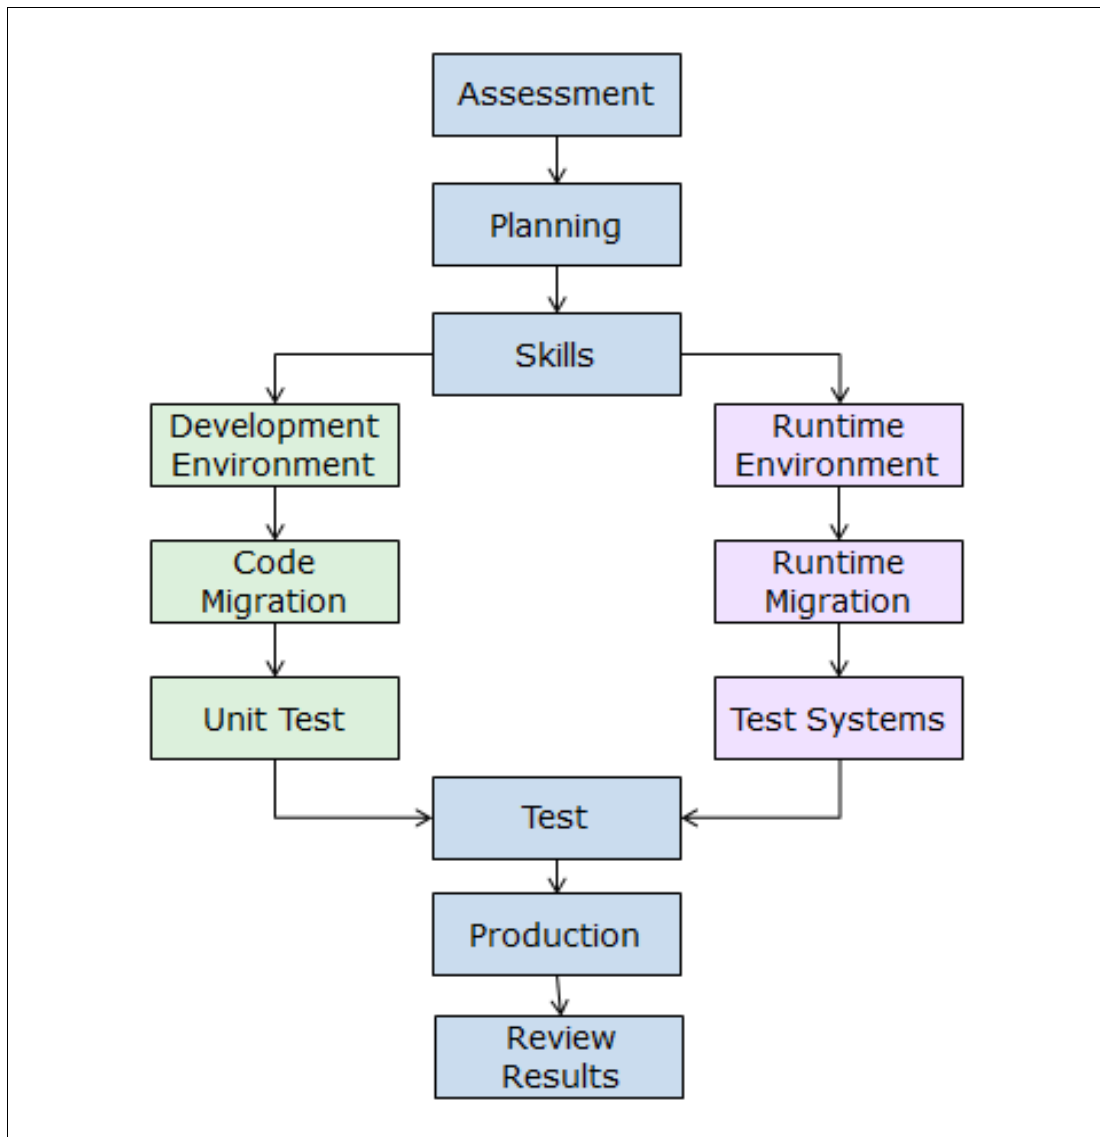 Assessment
Planning
Skills
Development
Environment
Code
Migration
Unit Test
Runtime
Environment
Runtime
Migration
Test Systems
Test
Production
Review
Results